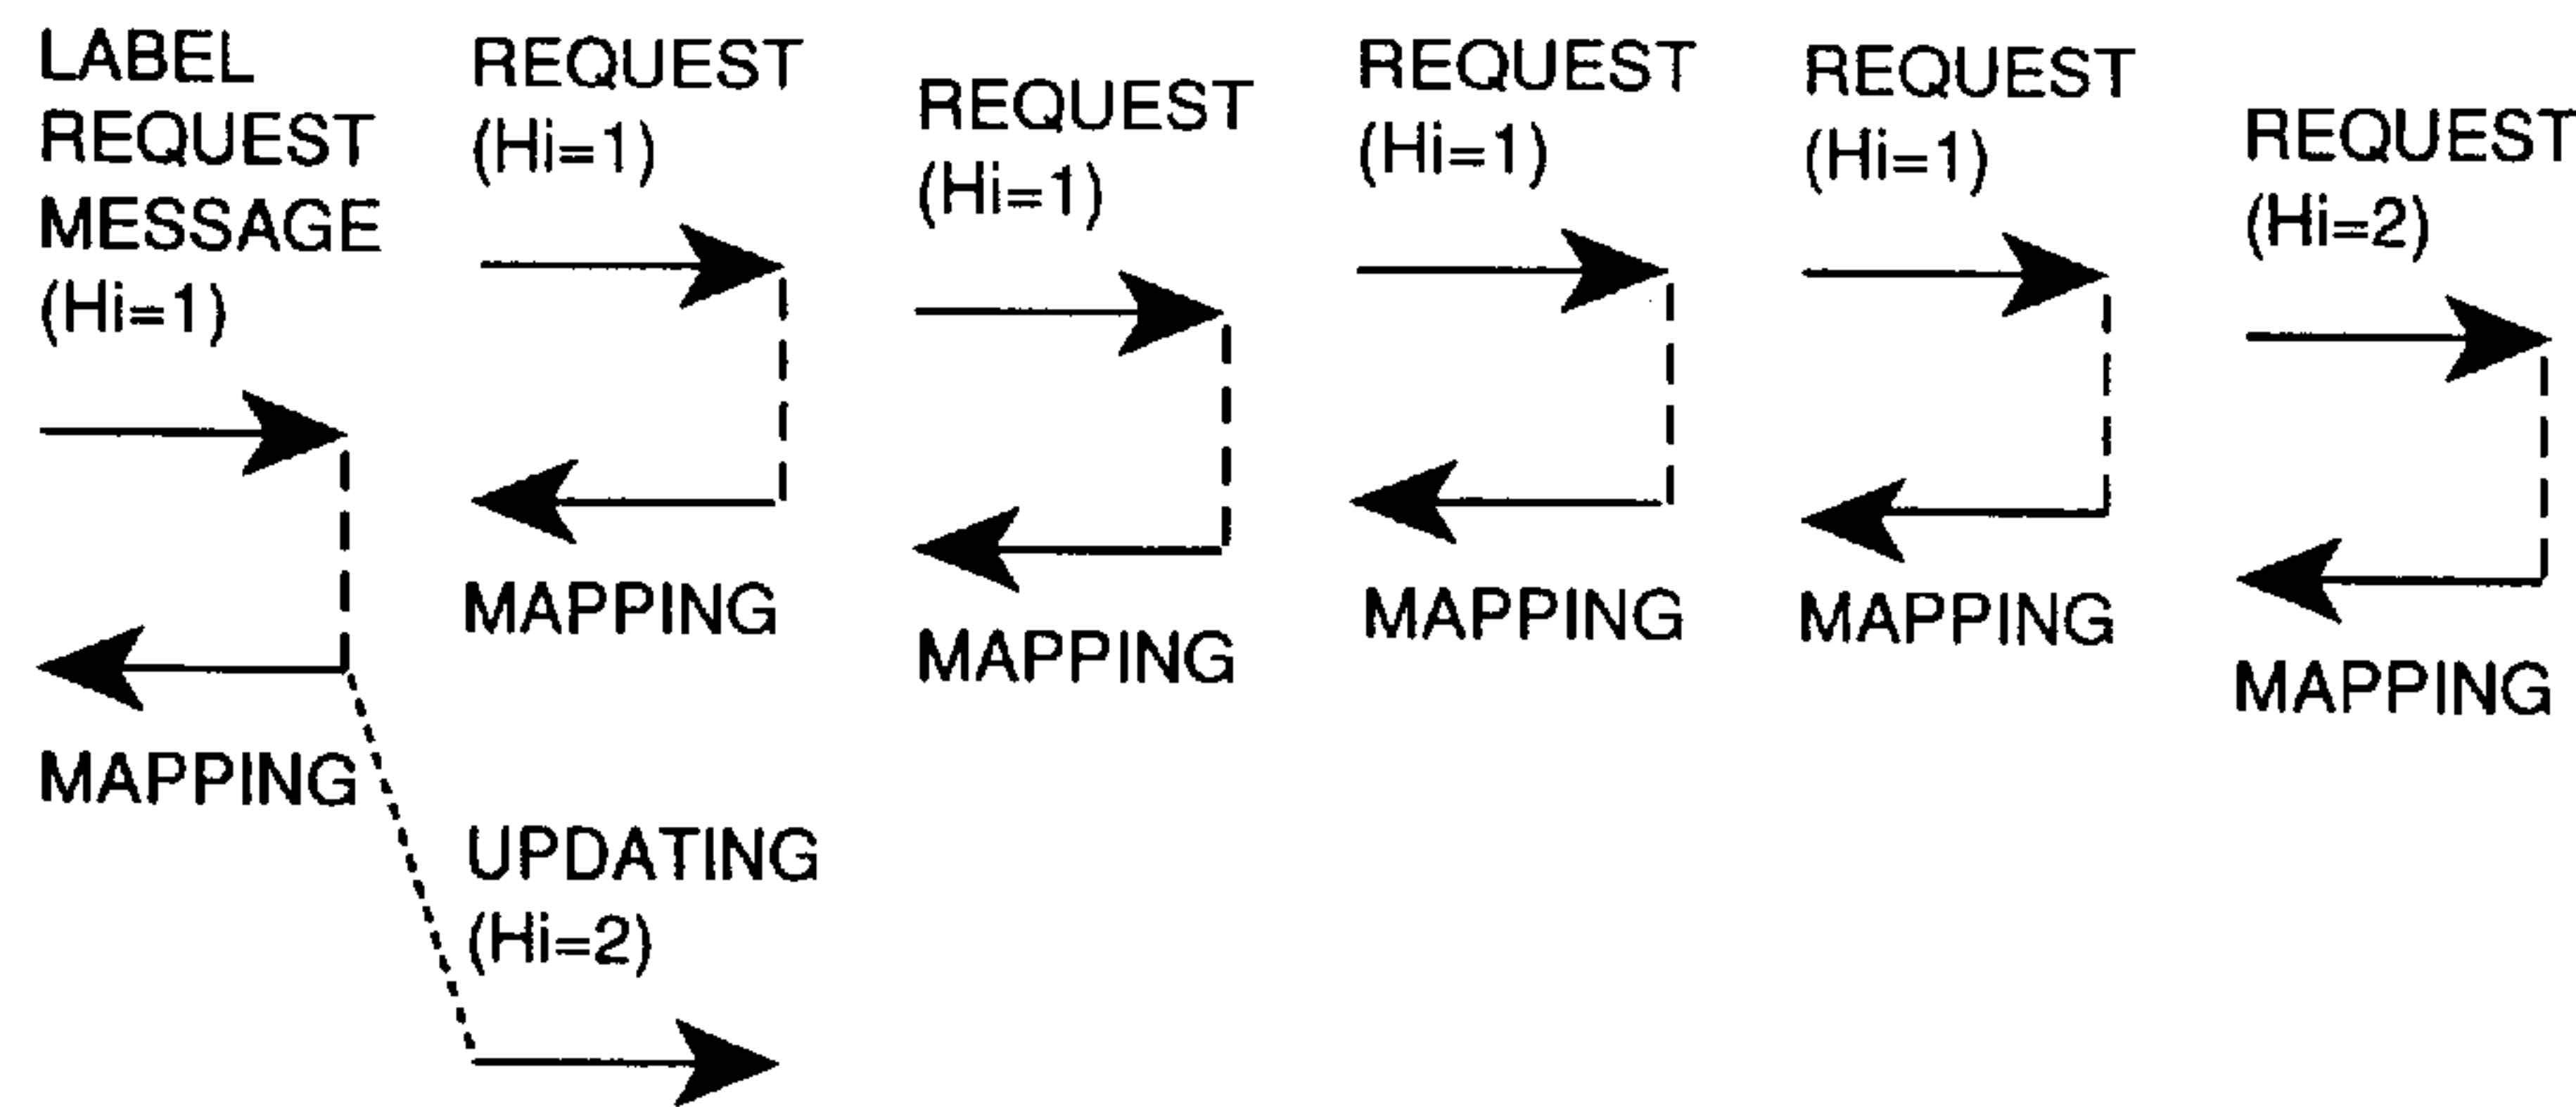 LABEL
REQUEST
MESSAGE
(Hi=1)
REQUEST
(Hi=1)
REQUEST
(Hi=1)
REQUEST
(Hi=1)
REQUEST
(Hi=1)
REQUEST
(Hi=2)
MAPPING
MAPPING
MAPPING
MAPPING
MAPPING
MAPPING
UPDATING
(Hi=2)